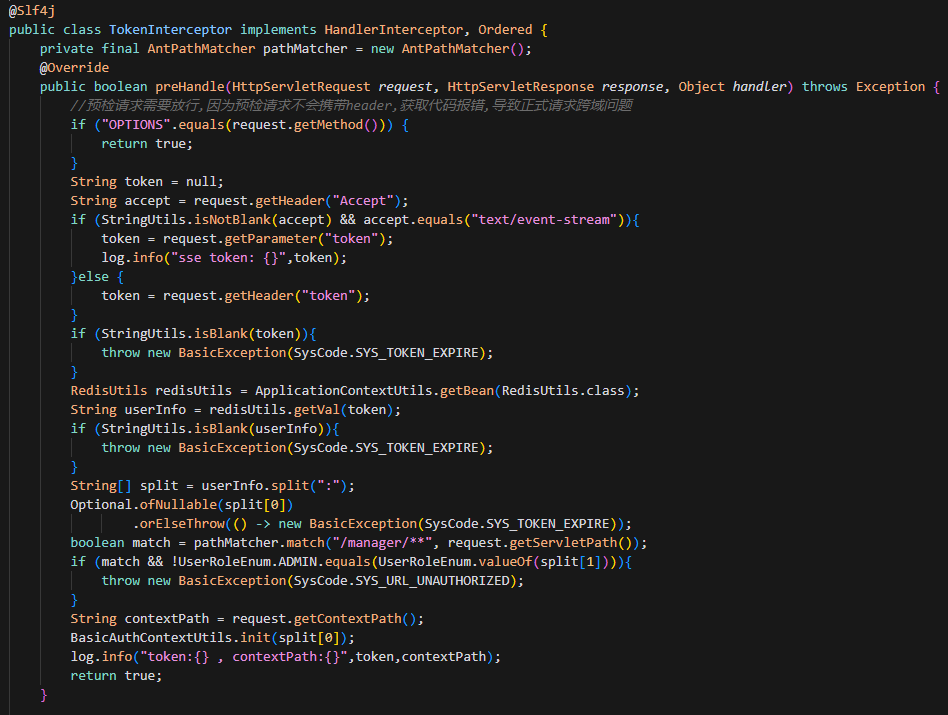 @Slf4j
public class TokenInterceptor implements HandlerInterceptor, Ordered {
    private final AntPathMatcher pathMatcher = new AntPathMatcher();
    @Override
    public boolean preHandle(HttpServletRequest request, HttpServletResponse response, Object handler) throws Exception {
        //预检请求需要放行,因为预检请求不会携带header,获取代码报错,导致正式请求跨域问题
        if ("OPTIONS".equals(request.getMethod())) {
            return true;
        }
        String token = null;
        String accept = request.getHeader("Accept");
        if (StringUtils.isNotBlank(accept) && accept.equals("text/event-stream")){
            token = request.getParameter("token");
            log.info("sse token: {}",token);
        }else {
            token = request.getHeader("token");
        }
        if (StringUtils.isBlank(token)){
            throw new BasicException(SysCode.SYS_TOKEN_EXPIRE);
        }
        RedisUtils redisUtils = ApplicationContextUtils.getBean(RedisUtils.class);
        String userInfo = redisUtils.getVal(token);
        if (StringUtils.isBlank(userInfo)){
            throw new BasicException(SysCode.SYS_TOKEN_EXPIRE);
        }
        String[] split = userInfo.split(":");
        Optional.ofNullable(split[0])
                .orElseThrow(() -> new BasicException(SysCode.SYS_TOKEN_EXPIRE));
        boolean match = pathMatcher.match("/manager/**", request.getServletPath());
        if (match && !UserRoleEnum.ADMIN.equals(UserRoleEnum.valueOf(split[1]))){
            throw new BasicException(SysCode.SYS_URL_UNAUTHORIZED);
        }
        String contextPath = request.getContextPath();
        BasicAuthContextUtils.init(split[0]);
        log.info("token:{} , contextPath:{}",token,contextPath);
        return true;
    }